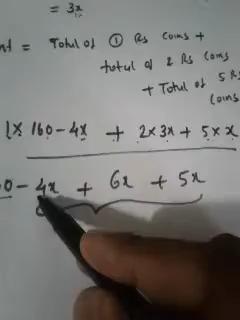 = 3x
nt = Total of ① Rs coins +
total of 2 Rs
coins
+ Total of 5 Rs
coins
1× 160 - 4x + 2×3x + 5×x
0 - 4x + 6x + 5x